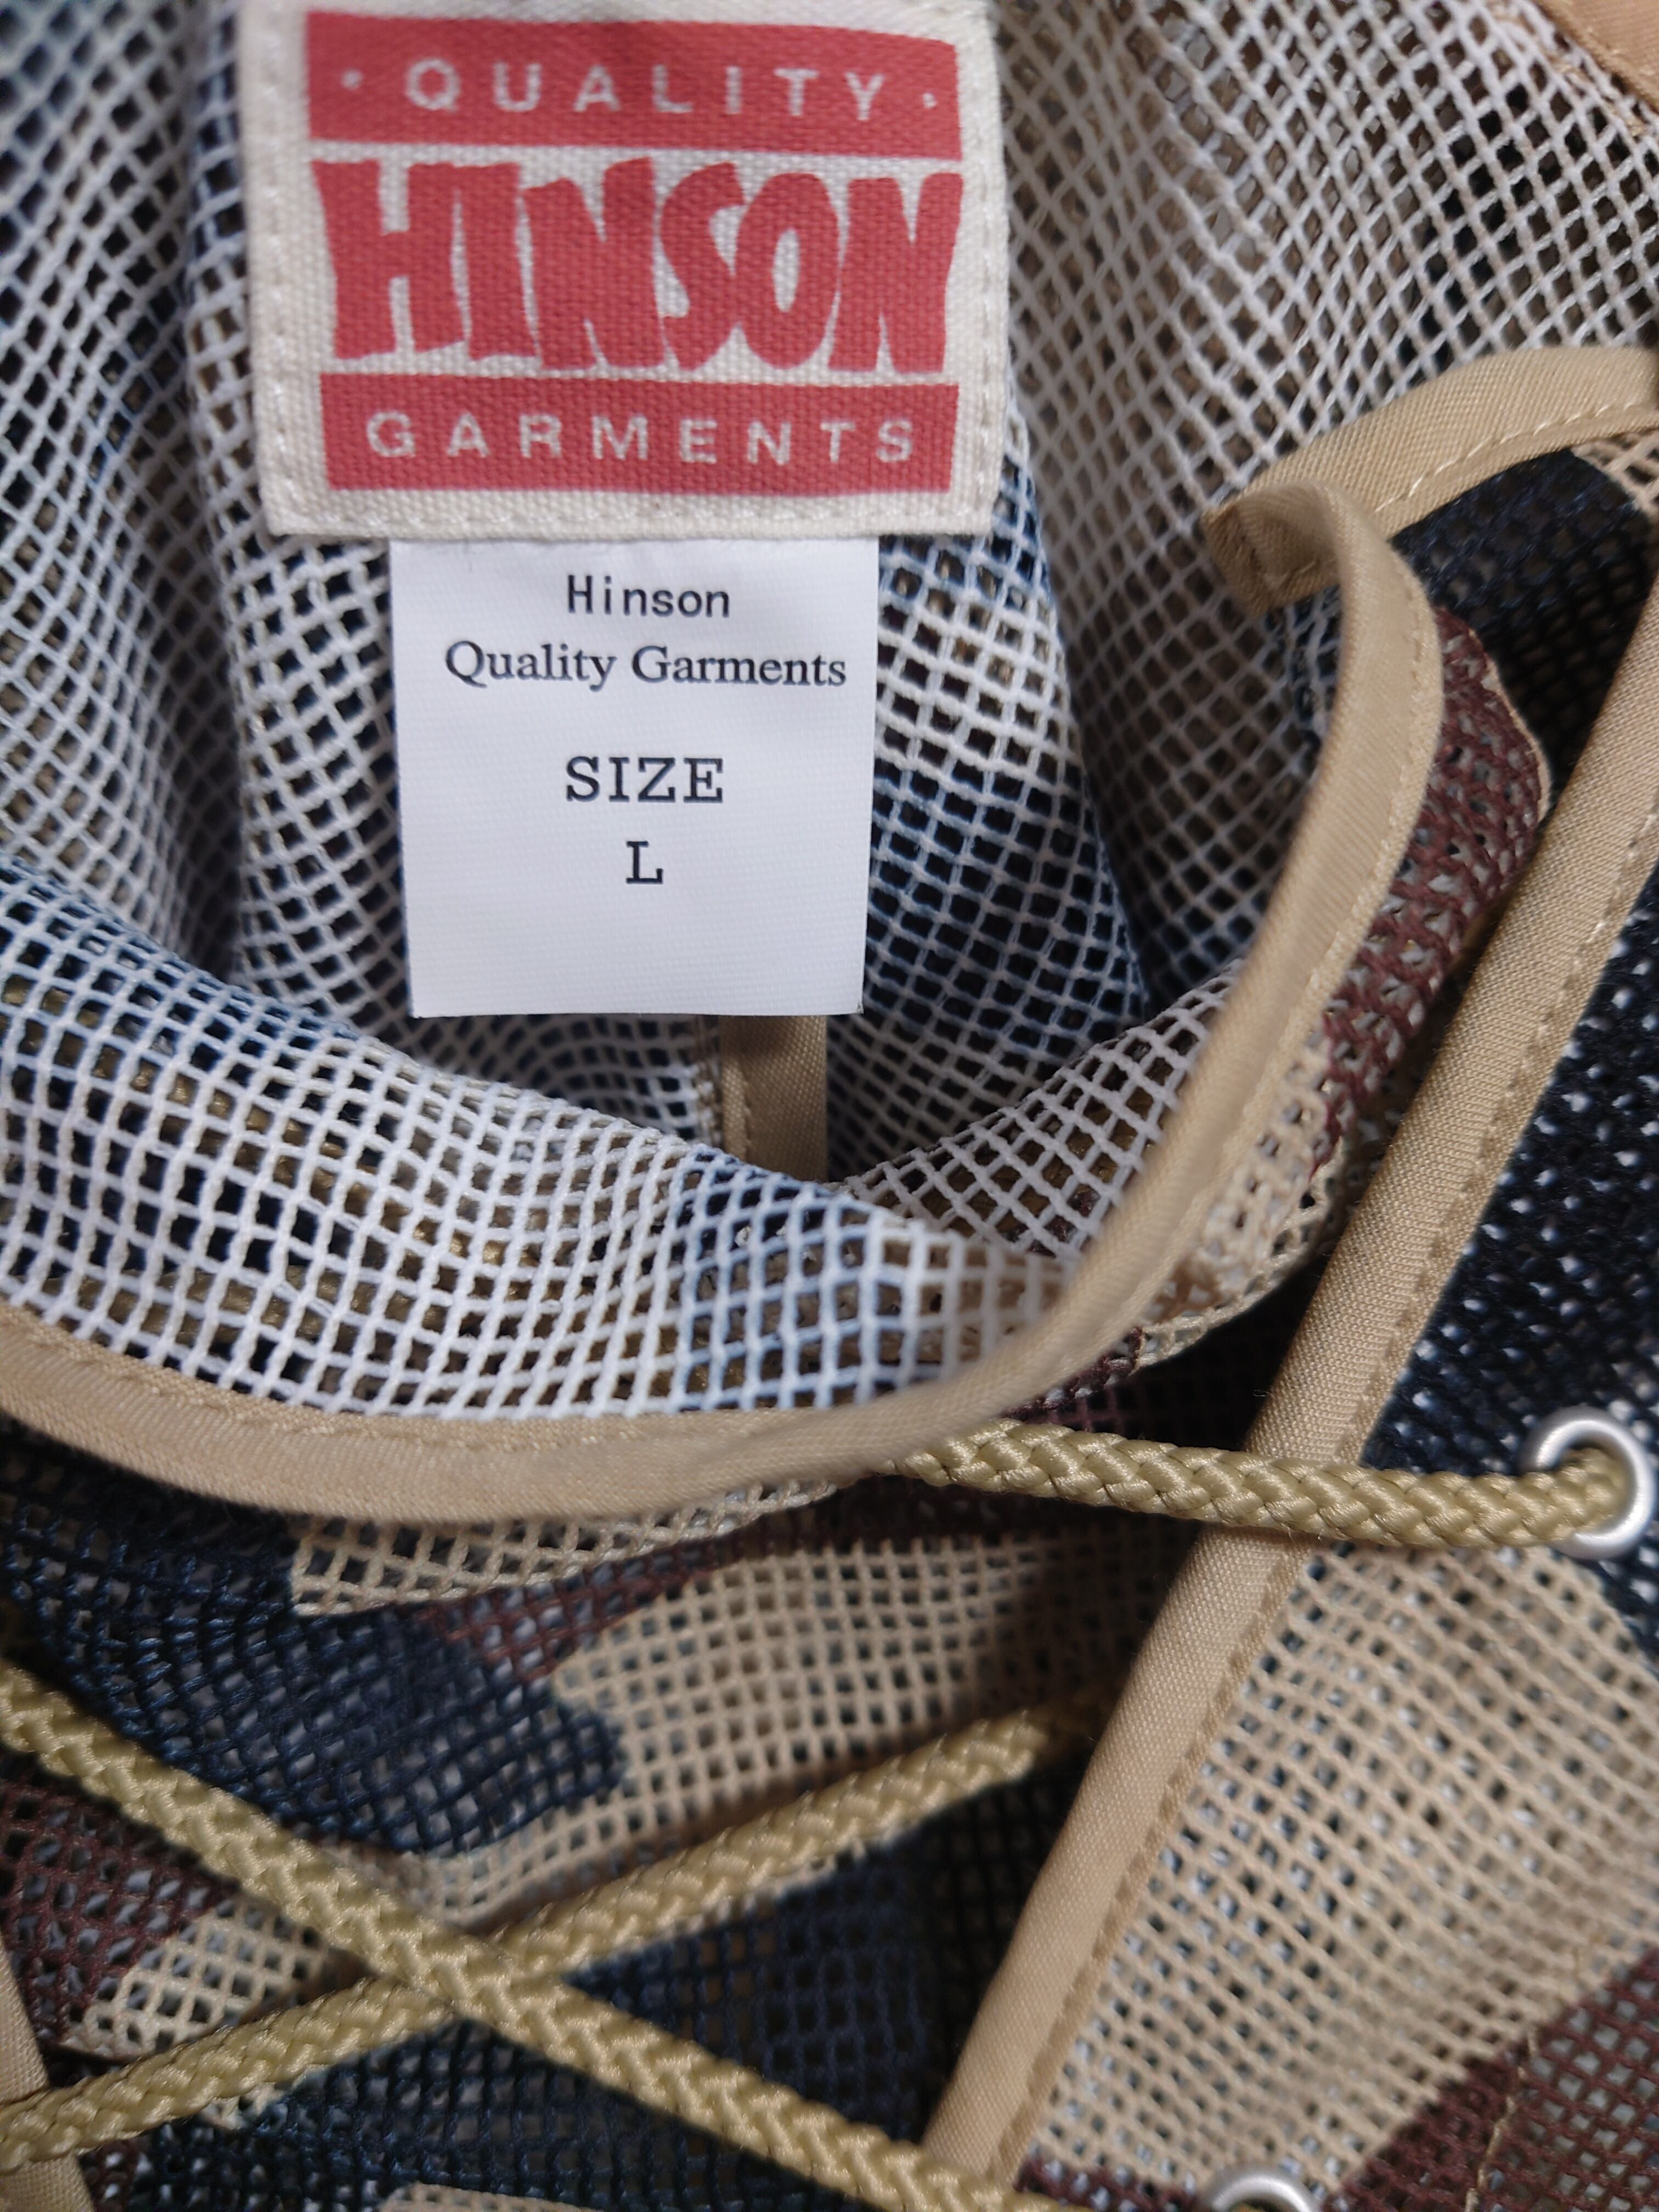 · QUALITY ·
HINSON
GARMENTS
Hinson
Quality Garments
SIZE
L